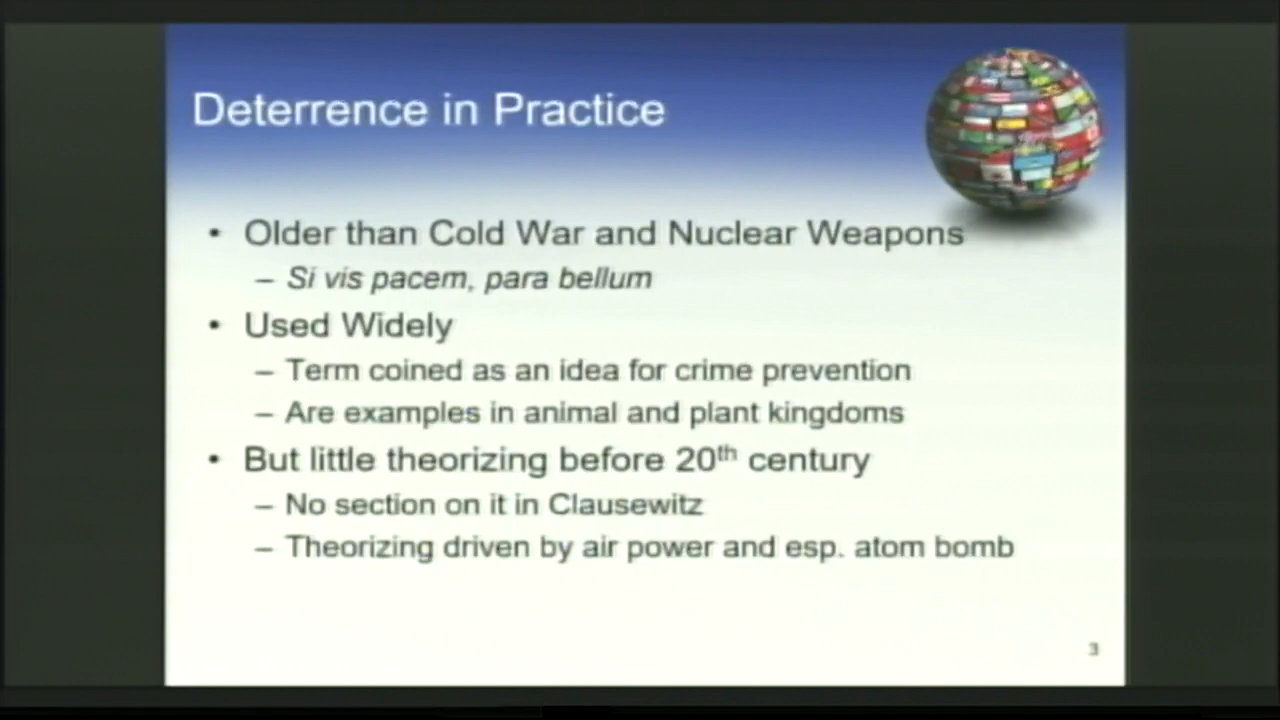 Deterrence in Practice
• Older than Cold War and Nuclear Weapons
– Si vis pacem, para bellum
• Used Widely
– Term coined as an idea for crime prevention
– Are examples in animal and plant kingdoms
• But little theorizing before 20th century
– No section on it in Clausewitz
– Theorizing driven by air power and esp. atom bomb
3